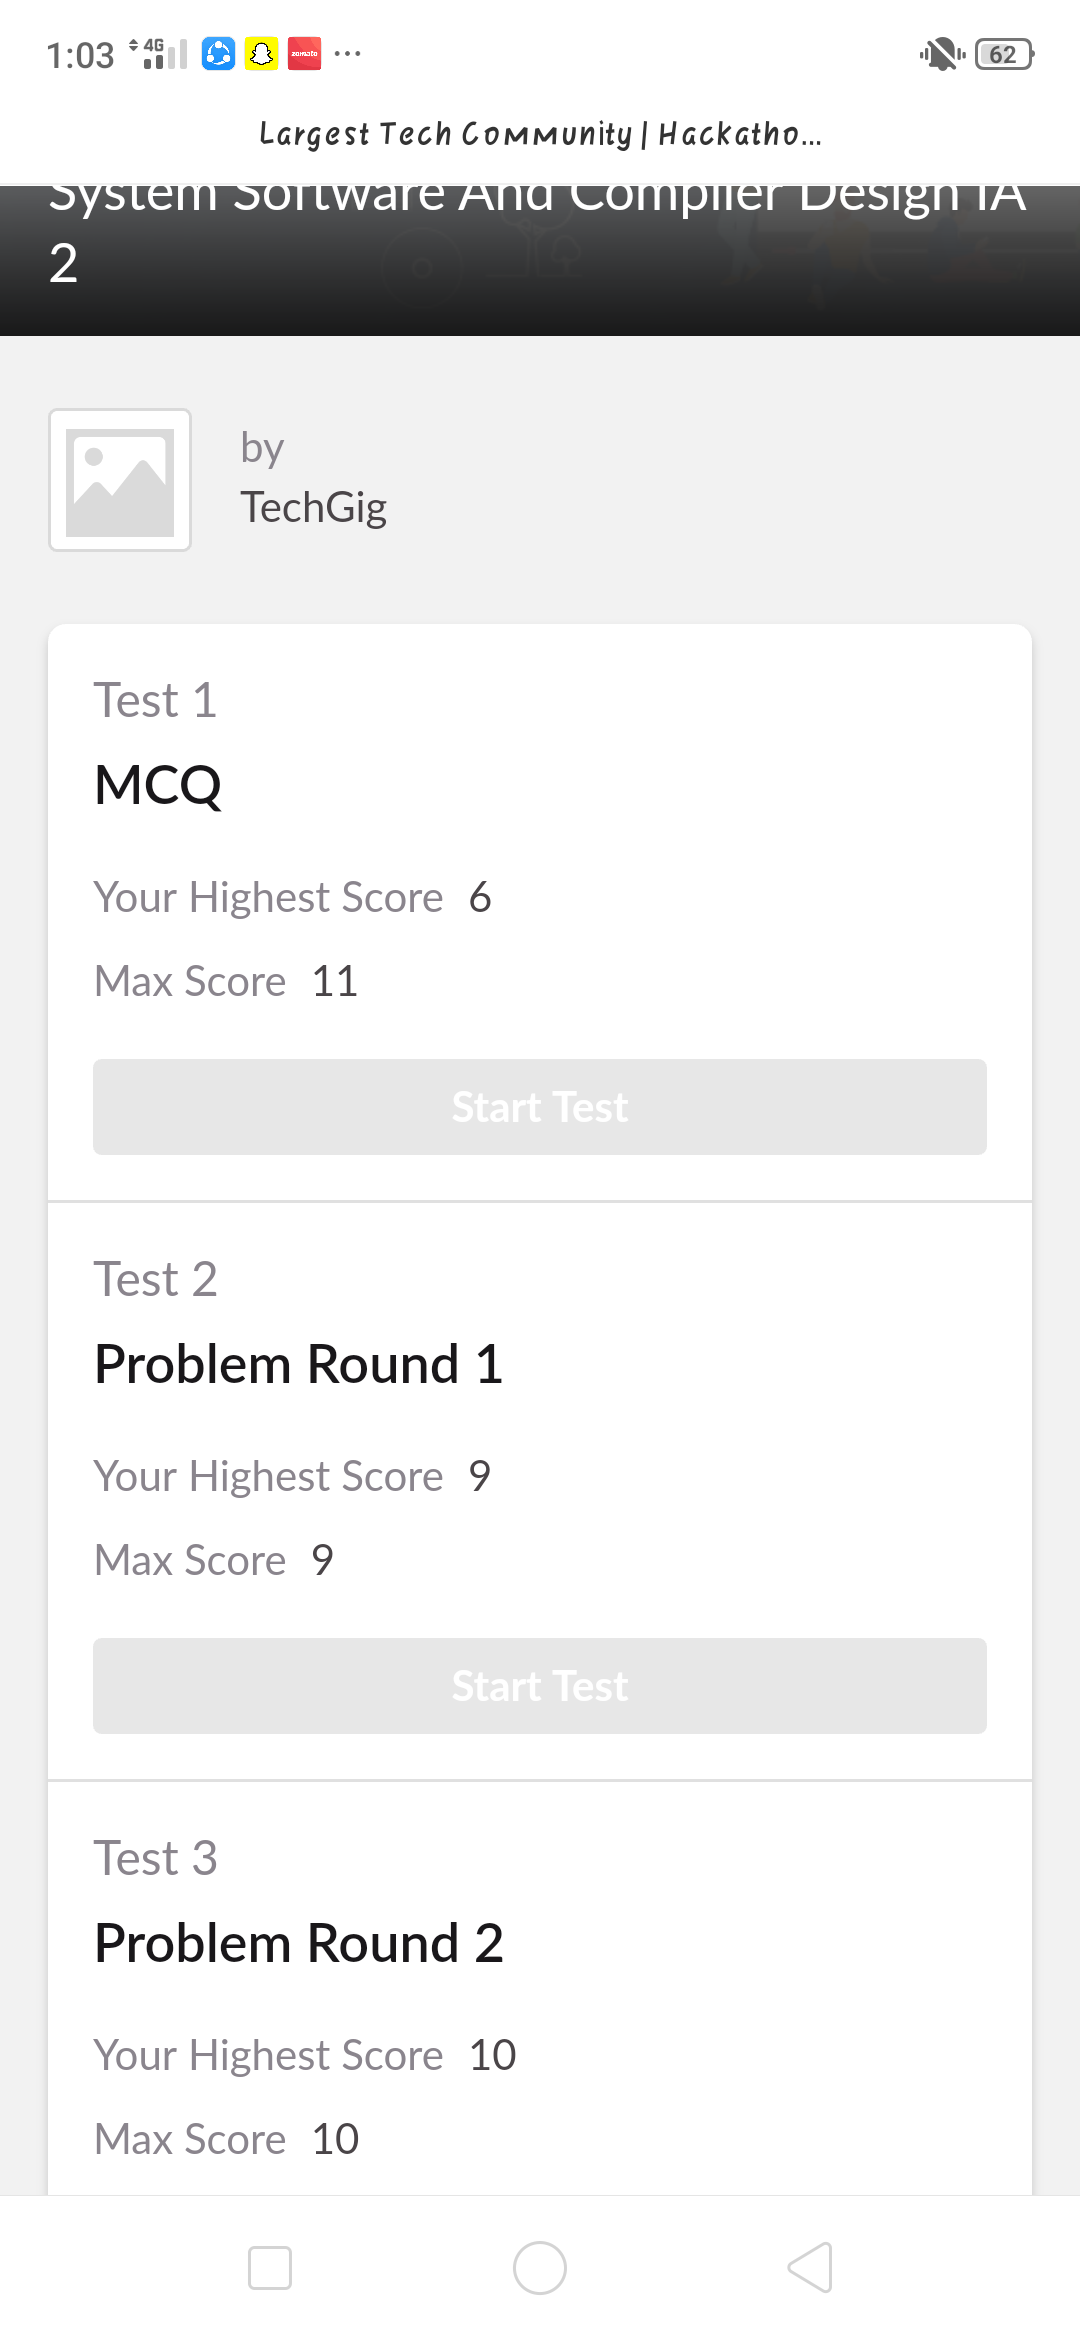 1:03 4G zomato ... 62
Largest Tech Community | Hackatho...
System Software And Compiler Design IA
2
by
TechGig
Test 1
MCQ
Your Highest Score 6
Max Score 11
Start Test
Test 2
Problem Round 1
Your Highest Score 9
Max Score 9
Start Test
Test 3
Problem Round 2
Your Highest Score 10
Max Score 10